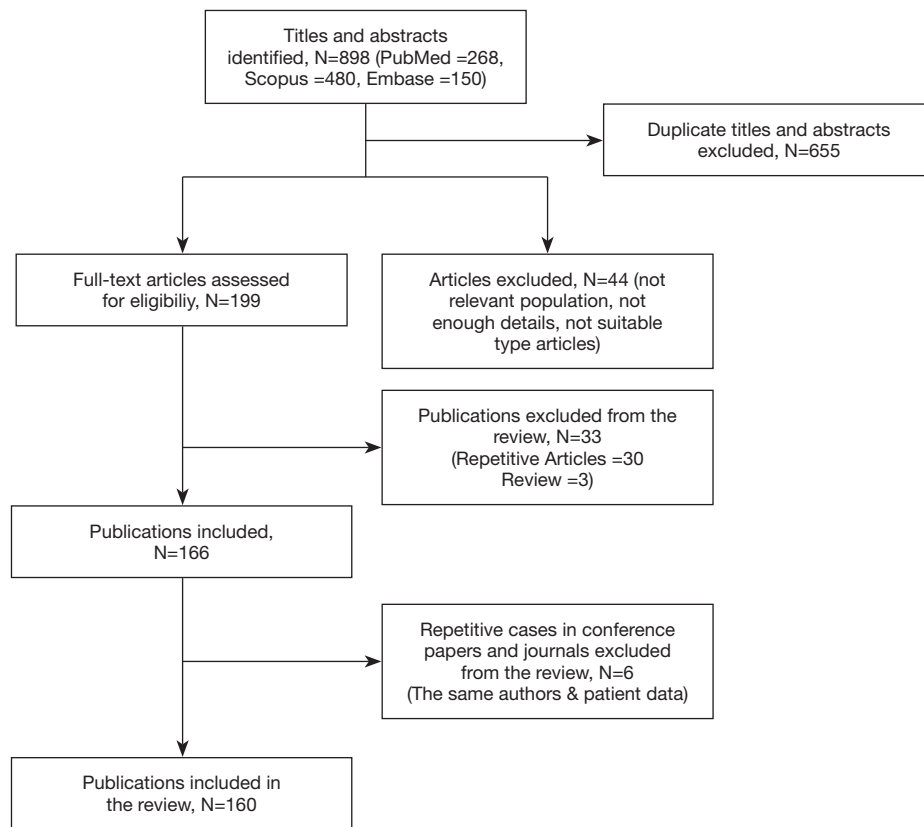 Titles and abstracts
identified, N=898 (PubMed =268,
Scopus =480, Embase =150)
Duplicate titles and abstracts
excluded, N=655
Full-text articles assessed
for eligibiliy, N=199
Articles excluded, N=44 (not
relevant population, not
enough details, not suitable
type articles)
Publications excluded from the
review, N=33
(Repetitive Articles =30
Review =3)
Publications included,
N=166
Repetitive cases in conference
papers and journals excluded
from the review, N=6
(The same authors & patient data)
Publications included in
the review, N=160